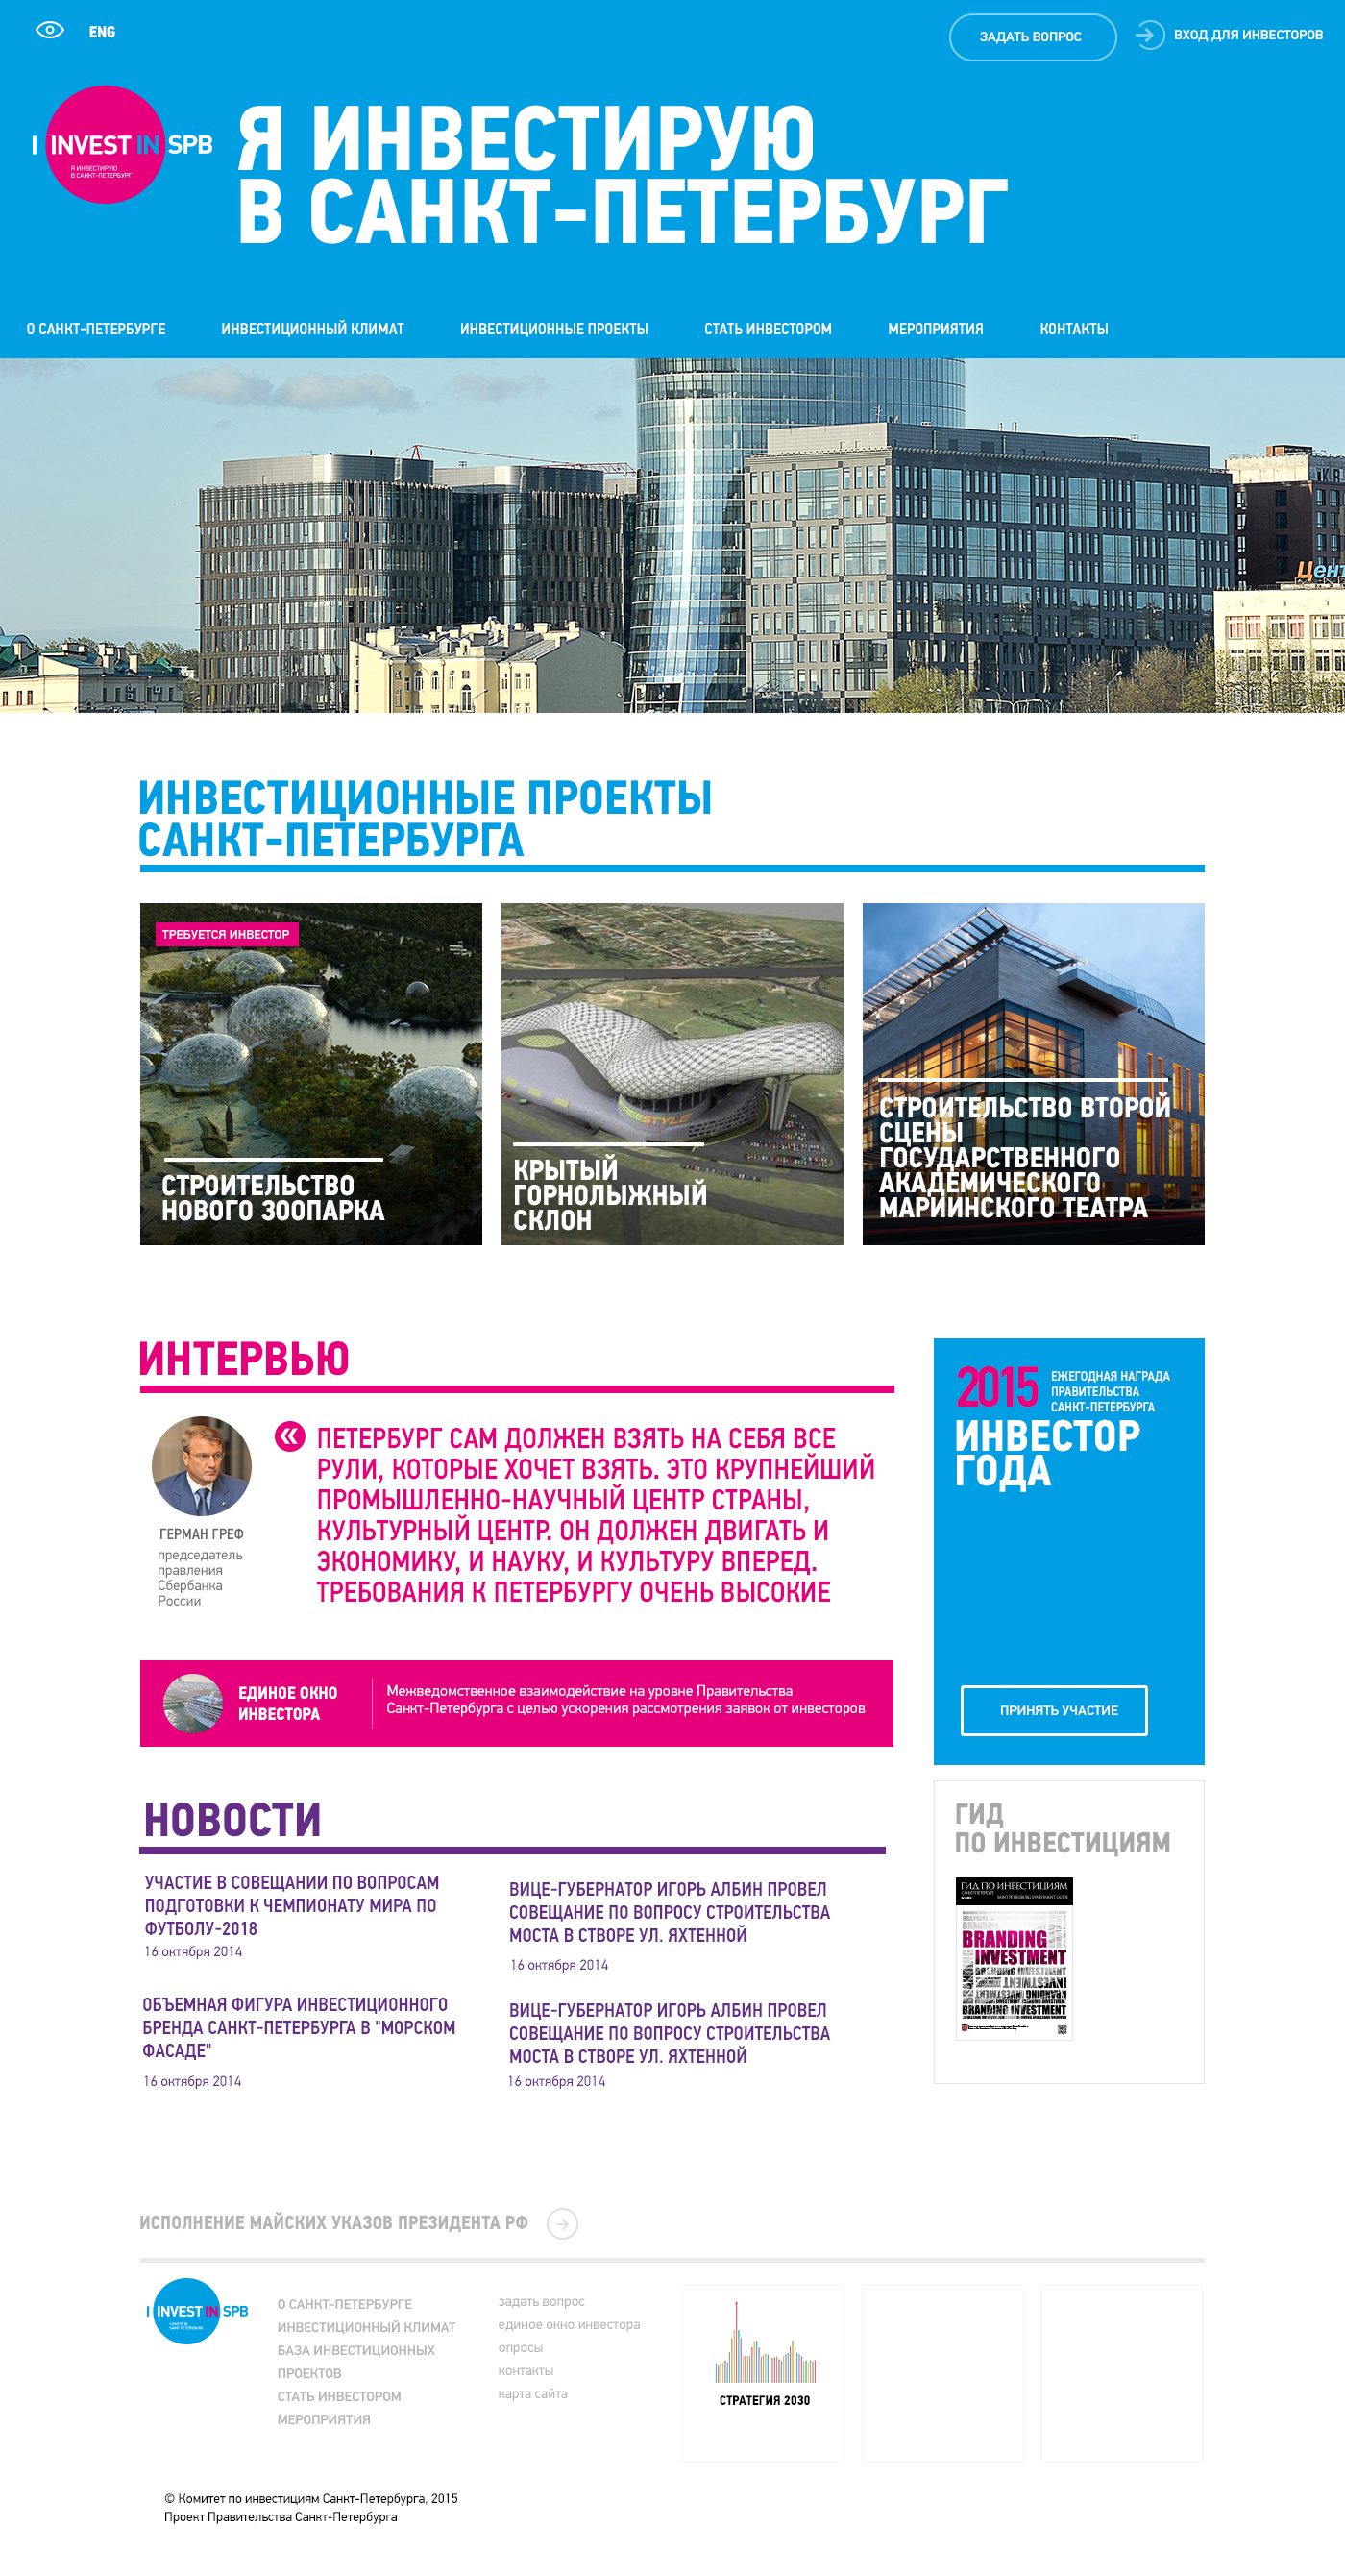 ENG
ЗАДАТЬ ВОПРОС
ВХОД ДЛЯ ИНВЕСТОРОВ
I INVEST IN SPB
Я ИНВЕСТИРУЮ
В САНКТ-ПЕТЕРБУРГ
Я ИНВЕСТИРУЮ
В САНКТ-ПЕТЕРБУРГ
О САНКТ-ПЕТЕРБУРГЕ
ИНВЕСТИЦИОННЫЙ КЛИМАТ
ИНВЕСТИЦИОННЫЕ ПРОЕКТЫ
СТАТЬ ИНВЕСТОРОМ
МЕРОПРИЯТИЯ
КОНТАКТЫ
Цент
ИНВЕСТИЦИОННЫЕ ПРОЕКТЫ
САНКТ-ПЕТЕРБУРГА
ТРЕБУЕТСЯ ИНВЕСТОР
СТРОИТЕЛЬСТВО
НОВОГО ЗООПАРКА
FREESTYLE
КРЫТЫЙ
ГОРНОЛЫЖНЫЙ
СКЛОН
СТРОИТЕЛЬСТВО ВТОРОЙ
СЦЕНЫ
ГОСУДАРСТВЕННОГО
АКАДЕМИЧЕСКОГО
МАРИИНСКОГО ТЕАТРА
ИНТЕРВЬЮ
ГЕРМАН ГРЕФ
председатель
правления
Сбербанка
России
ПЕТЕРБУРГ САМ ДОЛЖЕН ВЗЯТЬ НА СЕБЯ ВСЕ
РУЛИ, КОТОРЫЕ ХОЧЕТ ВЗЯТЬ. ЭТО КРУПНЕЙШИЙ
ПРОМЫШЛЕННО-НАУЧНЫЙ ЦЕНТР СТРАНЫ,
КУЛЬТУРНЫЙ ЦЕНТР. ОН ДОЛЖЕН ДВИГАТЬ И
ЭКОНОМИКУ, И НАУКУ, И КУЛЬТУРУ ВПЕРЕД.
ТРЕБОВАНИЯ К ПЕТЕРБУРГУ ОЧЕНЬ ВЫСОКИЕ
ЕДИНОЕ ОКНО
ИНВЕСТОРА
Межведомственное взаимодействие на уровне Правительства
Санкт-Петербурга с целью ускорения рассмотрения заявок от инвесторов
2015
ЕЖЕГОДНАЯ НАГРАДА
ПРАВИТЕЛЬСТВА
САНКТ-ПЕТЕРБУРГА
ИНВЕСТОР
ГОДА
ПРИНЯТЬ УЧАСТИЕ
НОВОСТИ
УЧАСТИЕ В СОВЕЩАНИИ ПО ВОПРОСАМ
ПОДГОТОВКИ К ЧЕМПИОНАТУ МИРА ПО
ФУТБОЛУ-2018
16 октября 2014
ВИЦЕ-ГУБЕРНАТОР ИГОРЬ АЛБИН ПРОВЕЛ
СОВЕЩАНИЕ ПО ВОПРОСУ СТРОИТЕЛЬСТВА
МОСТА В СТВОРЕ УЛ. ЯХТЕННОЙ
16 октября 2014
ОБЪЕМНАЯ ФИГУРА ИНВЕСТИЦИОННОГО
БРЕНДА САНКТ-ПЕТЕРБУРГА В "МОРСКОМ
ФАСАДЕ"
16 октября 2014
ВИЦЕ-ГУБЕРНАТОР ИГОРЬ АЛБИН ПРОВЕЛ
СОВЕЩАНИЕ ПО ВОПРОСУ СТРОИТЕЛЬСТВА
МОСТА В СТВОРЕ УЛ. ЯХТЕННОЙ
16 октября 2014
ГИД
ПО ИНВЕСТИЦИЯМ
ГИД ПО ИНВЕСТИЦИЯМ
САНКТ-ПЕТЕРБУРГ
SAINT PETERSBURG INVESTMENT GUIDE
BRANDING
INVESTMENT
BRANDING INVESTMENT
BRANDING INVESTMENT
ИСПОЛНЕНИЕ МАЙСКИХ УКАЗОВ ПРЕЗИДЕНТА РФ
I INVEST IN SPB
О САНКТ-ПЕТЕРБУРГЕ
ИНВЕСТИЦИОННЫЙ КЛИМАТ
БАЗА ИНВЕСТИЦИОННЫХ
ПРОЕКТОВ
СТАТЬ ИНВЕСТОРОМ
МЕРОПРИЯТИЯ
задать вопрос
единое окно инвестора
опросы
контакты
карта сайта
СТРАТЕГИЯ 2030
© Комитет по инвестициям Санкт-Петербурга, 2015
Проект Правительства Санкт-Петербурга